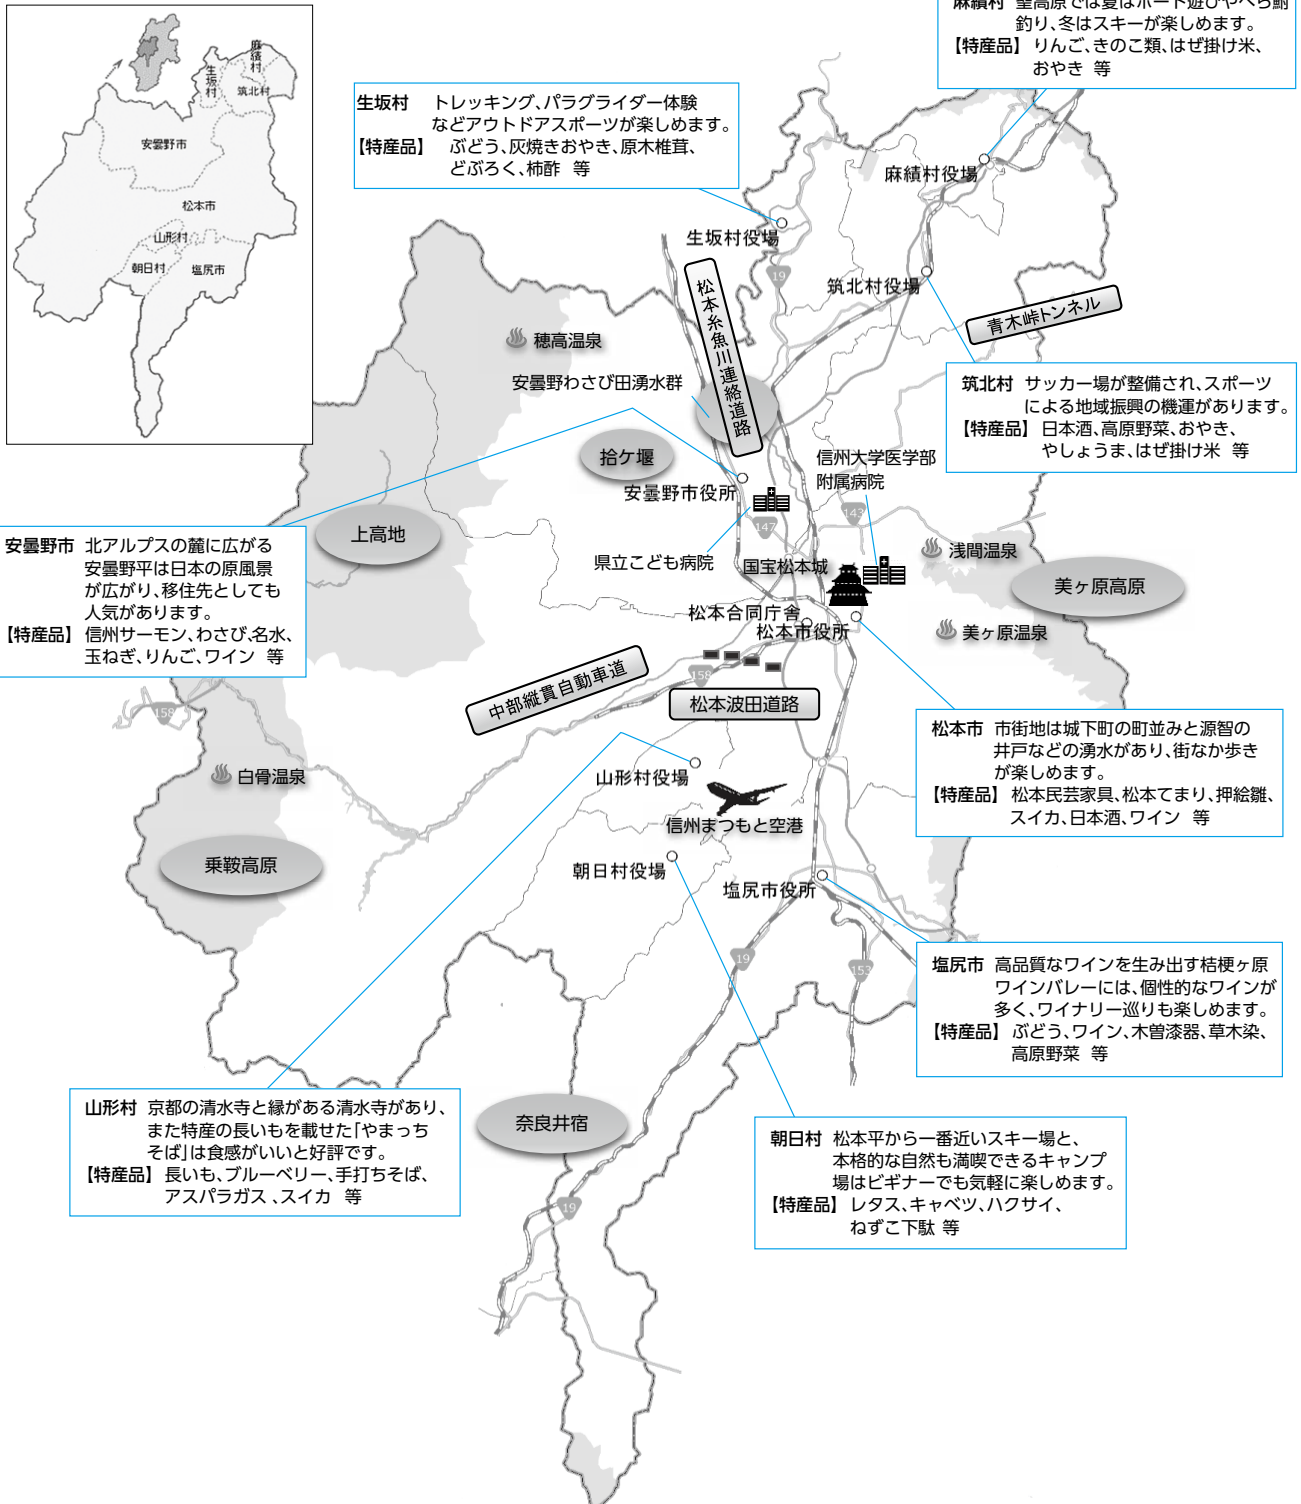 麻績村 聖高原では夏はボート遊びやへら鮒
釣り、冬はスキーが楽しめます。
【特産品】りんご、きのこ類、はぜ掛け米、
おやき 等
生坂村
麻績村
筑北村
安曇野市
松本市
山形村
朝日村
塩尻市
生坂村 トレッキング、パラグライダー体験
などアウトドアスポーツが楽しめます。
【特産品】 ぶどう、灰焼きおやき、原木椎茸、
どぶろく、柿酢 等
麻績村役場
生坂村役場
19
筑北村役場
松本糸魚川連絡道路
青木峠トンネル
穂高温泉
安曇野わさび田湧水群
筑北村 サッカー場が整備され、スポーツ
による地域振興の機運があります。
【特産品】日本酒、高原野菜、おやき、
やしょうま、はぜ掛け米 等
拾ケ堰
信州大学医学部
附属病院
安曇野市役所
147
143
上高地
安曇野市 北アルプスの麓に広がる
安曇野平は日本の原風景
が広がり、移住先としても
人気があります。
【特産品】信州サーモン、わさび、名水、
玉ねぎ、りんご、ワイン 等
県立こども病院
国宝松本城
浅間温泉
美ヶ原高原
松本合同庁舎
松本市役所
美ヶ原温泉
中部縦貫自動車道
158
松本波田道路
158
松本市 市街地は城下町の町並みと源智の
井戸などの湧水があり、街なか歩き
が楽しめます。
【特産品】松本民芸家具、松本てまり、押絵雛、
スイカ、日本酒、ワイン 等
白骨温泉
山形村役場
信州まつもと空港
乗鞍高原
朝日村役場
塩尻市役所
19
153
塩尻市 高品質なワインを生み出す桔梗ヶ原
ワインバレーには、個性的なワインが
多く、ワイナリー巡りも楽しめます。
【特産品】ぶどう、ワイン、木曽漆器、草木染、
高原野菜 等
山形村 京都の清水寺と縁がある清水寺があり、
また特産の長いもを載せた「やまっち
そば」は食感がいいと好評です。
【特産品】長いも、ブルーベリー、手打ちそば、
アスパラガス、スイカ 等
奈良井宿
朝日村 松本平から一番近いスキー場と、
本格的な自然も満喫できるキャンプ
場はビギナーでも気軽に楽しめます。
【特産品】レタス、キャベツ、ハクサイ、
ねずこ下駄 等
19